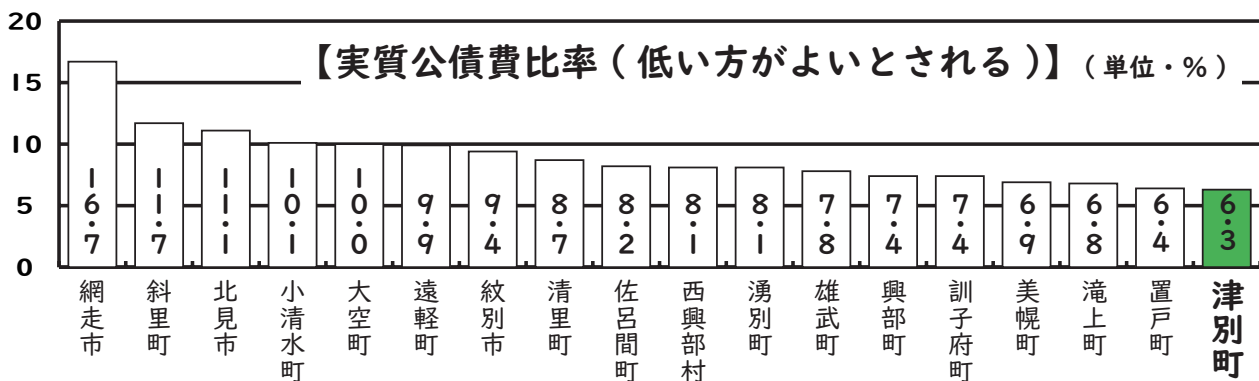 【実質公債費比率(低い方がよいとされる)】(単位・%)
20
15
10
5
0
16・7
11・7
11・1
10・1
10・0
9・9
9・4
8・7
8・2
8・1
8・1
7・8
7・4
7・4
6・9
6・8
6・4
6・3
網走市
斜里町
北見市
小清水町
大空町
遠軽町
紋別市
清里町
佐呂間町
西興部村
湧別町
雄武町
興部町
訓子府町
美幌町
滝上町
置戸町
津別町